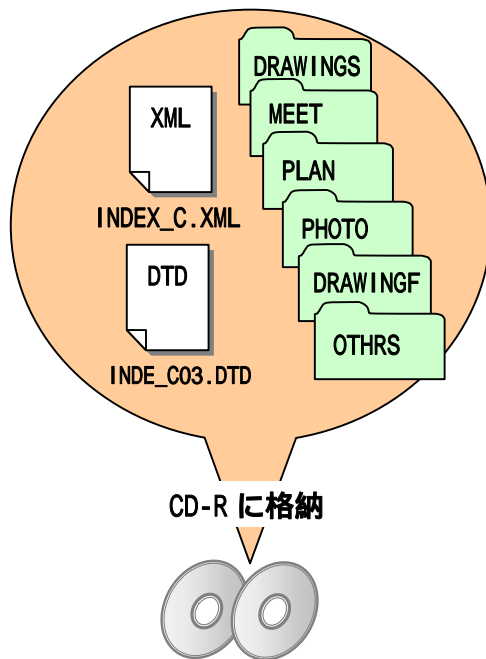 DRAWINGS
MEET
PLAN
PHOTO
DRAWINGF
OTHRS
XML
INDEX_C.XML
DTD
INDE_C03.DTD
CD-R に格納